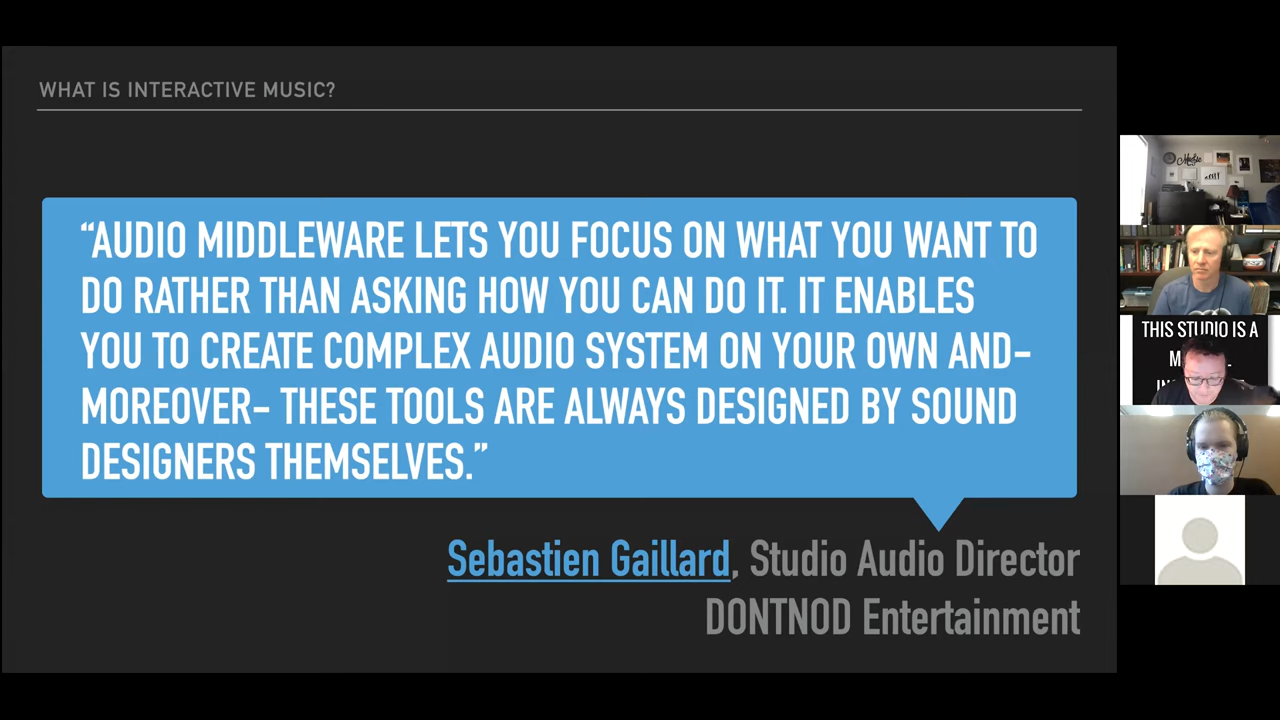 WHAT IS INTERACTIVE MUSIC?
“AUDIO MIDDLEWARE LETS YOU FOCUS ON WHAT YOU WANT TO
DO RATHER THAN ASKING HOW YOU CAN DO IT. IT ENABLES
YOU TO CREATE COMPLEX AUDIO SYSTEM ON YOUR OWN AND–
MOREOVER– THESE TOOLS ARE ALWAYS DESIGNED BY SOUND
DESIGNERS THEMSELVES.”
Sebastien Gaillard, Studio Audio Director
DONTNOD Entertainment
Music
THIS STUDIO IS A